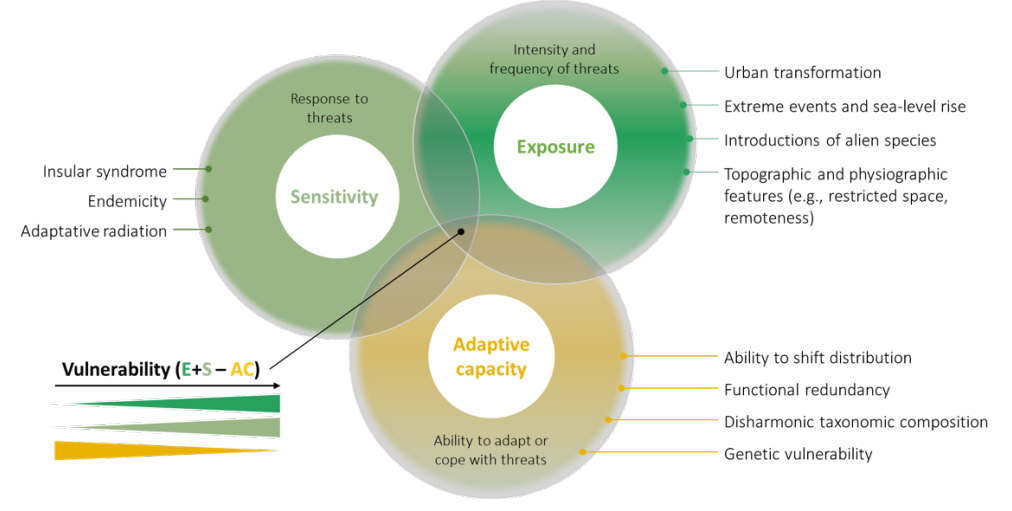 Intensity and
frequency of threats
Exposure
Urban transformation
Extreme events and sea-level rise
Introductions of alien species
Topographic and physiographic
features (e.g., restricted space,
remoteness)
Response to
threats
Sensitivity
Insular syndrome
Endemicity
Adaptative radiation
Adaptive
capacity
Ability to adapt or
cope with threats
Ability to shift distribution
Functional redundancy
Disharmonic taxonomic composition
Genetic vulnerability
Vulnerability (E+S – AC)